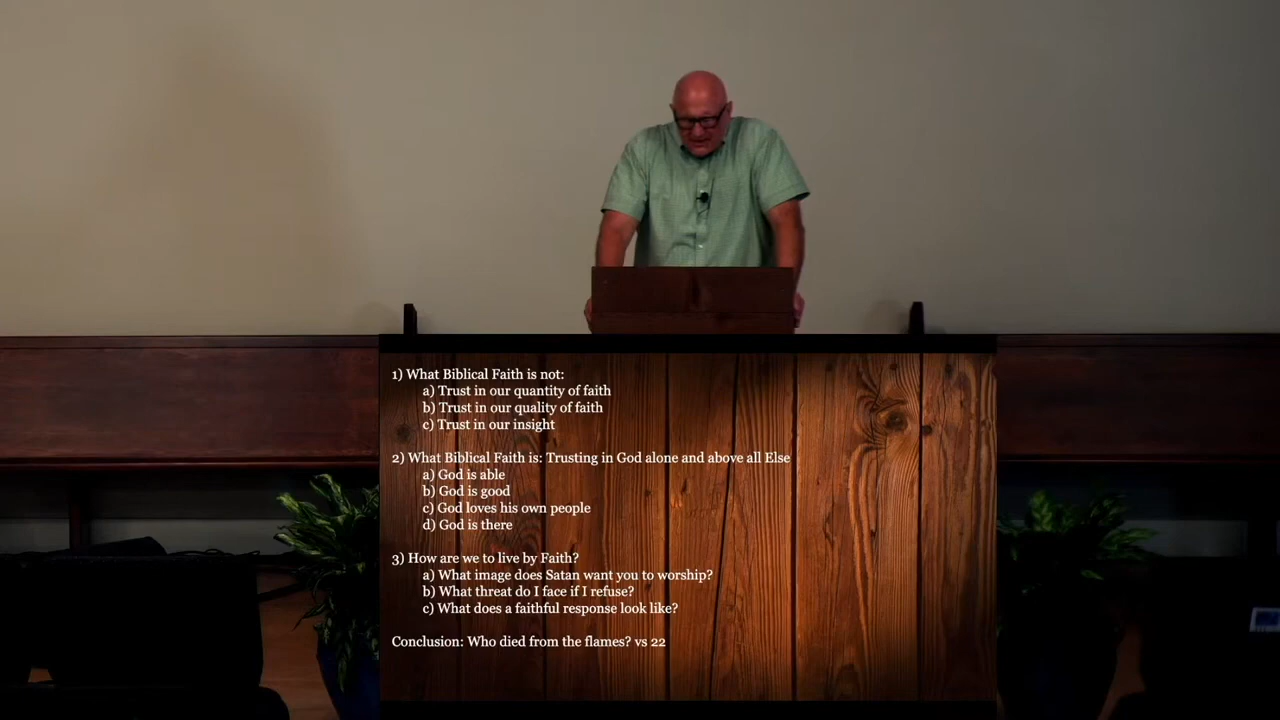 1) What Biblical Faith is not:
a) Trust in our quantity of faith
b) Trust in our quality of faith
c) Trust in our insight
2) What Biblical Faith is: Trusting in God alone and above all Else
a) God is able
b) God is good
c) God loves his own people
d) God is there
3) How are we to live by Faith?
a) What image does Satan want you to worship?
b) What threat do I face if I refuse?
c) What does a faithful response look like?
Conclusion: Who died from the flames? vs 22